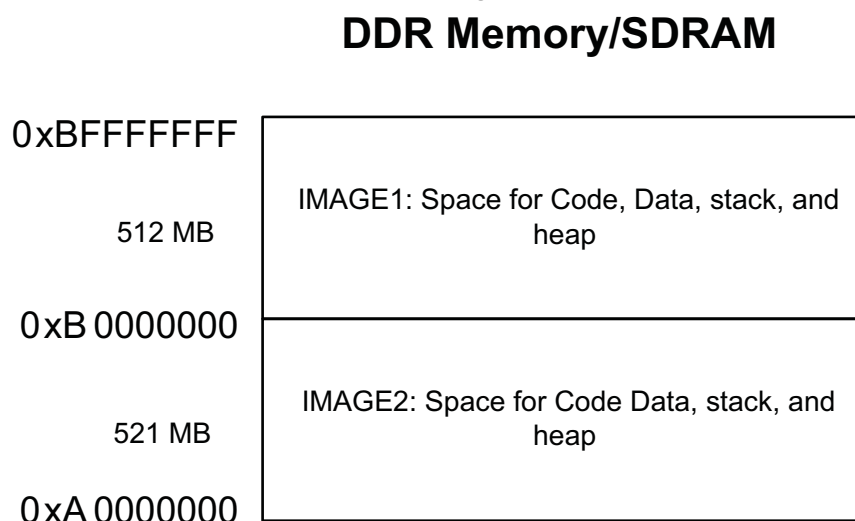 DDR Memory/SDRAM
0xBFFFFFFF
IMAGE1: Space for Code, Data, stack, and
heap
512 MB
0xB 0000000
IMAGE2: Space for Code Data, stack, and
heap
521 MB
0xA 0000000